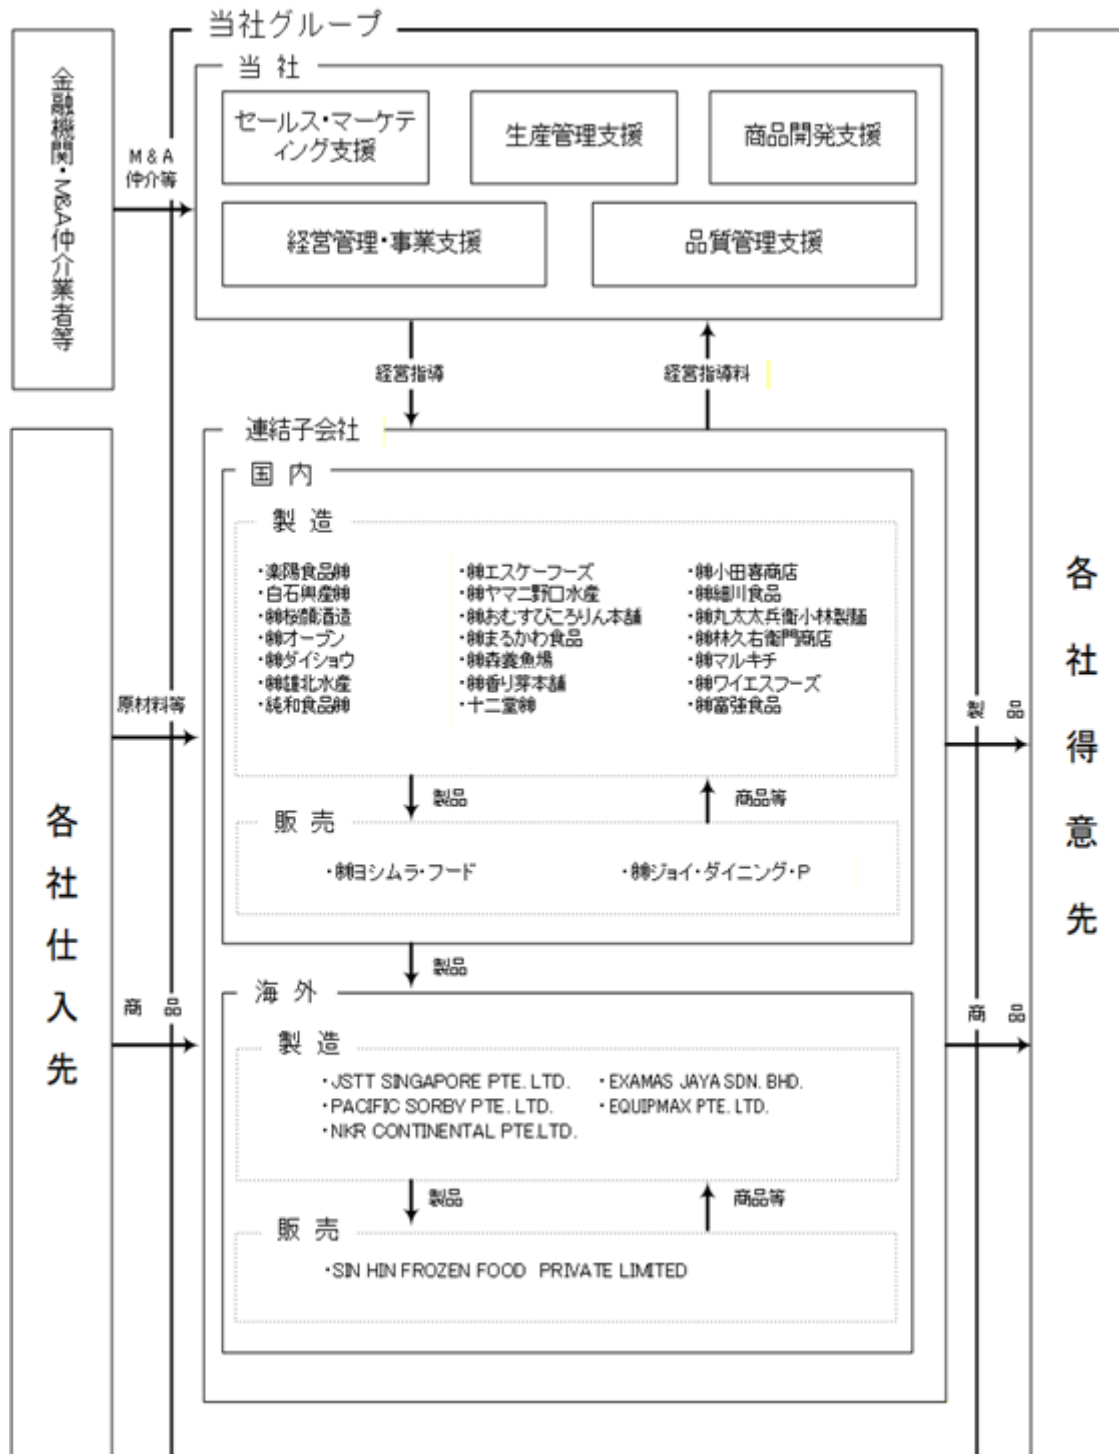 当社グループ
金融機関・M&A仲介業者等
M&A
仲介等
当 社
セールス・マーケテ
ィング支援
生産管理支援
商品開発支援
経営管理・事業支援
品質管理支援
経営指導
経営指導料
連結子会社
国 内
製 造
・楽陽食品㈱
・白石興産㈱
・㈱桜顔酒造
・㈱オーブン
・㈱ダイショウ
・㈱雄北水産
・純和食品㈱
・㈱エスケーフーズ
・㈱ヤマニ野口水産
・㈱おむすびころりん本舗
・㈱まるかわ食品
・㈱森養魚場
・㈱香り芽本舗
・十二堂㈱
・㈱小田喜商店
・㈱細川食品
・㈱丸太太兵衛小林製麺
・㈱林久右衛門商店
・㈱マルキチ
・㈱ワイエスフーズ
・㈱富強食品
製品
商品等
販 売
・㈱ヨシムラ・フード
・㈱ジョイ・ダイニング・P
製品
海 外
製 造
・JSTT SINGAPORE PTE. LTD.
・PACIFIC SORBY PTE. LTD.
・NKR CONTINENTAL PTE.LTD.
・EXAMAS JAYA SDN. BHD.
・EQUIPMAX PTE. LTD.
製品
商品等
販 売
・SIN HIN FROZEN FOOD PRIVATE LIMITED
各社仕入先
原材料等
商 品
製 品
商 品
各社得意先